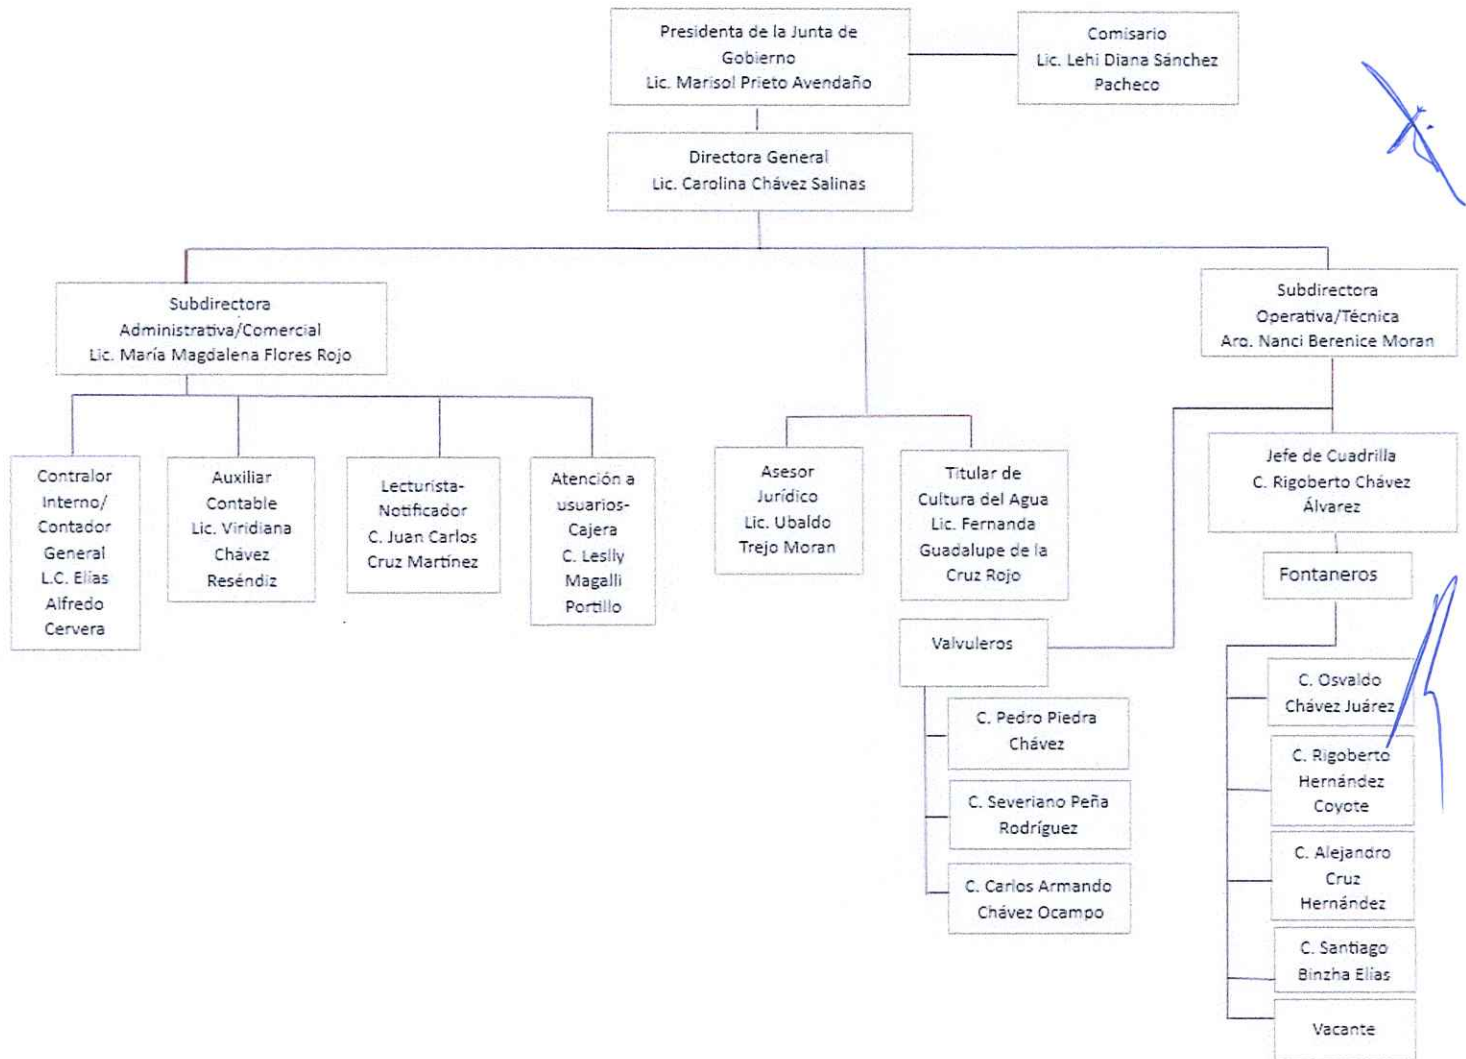 Presidenta de la Junta de
Gobierno
Lic. Marisol Prieto Avendaño
Comisario
Lic. Lehi Diana Sánchez
Pacheco
Directora General
Lic. Carolina Chávez Salinas
Subdirectora
Administrativa/Comercial
Lic. María Magdalena Flores Rojo
Subdirectora
Operativa/Técnica
Arq. Nanci Berenice Moran
Contralor
Interno/
Contador
General
L.C. Elías
Alfredo
Cervera
Auxiliar
Contable
Lic. Viridiana
Chávez
Reséndiz
Lecturista-
Notificador
C. Juan Carlos
Cruz Martínez
Atención a
usuarios-
Cajera
C. Leslly
Magalli
Portillo
Asesor
Jurídico
Lic. Ubaldo
Trejo Moran
Titular de
Cultura del Agua
Lic. Fernanda
Guadalupe de la
Cruz Rojo
Jefe de Cuadrilla
C. Rigoberto Chávez
Álvarez
Fontaneros
Valvuleros
C. Pedro Piedra
Chávez
C. Severiano Peña
Rodríguez
C. Carlos Armando
Chávez Ocampo
C. Osvaldo
Chávez Juárez
C. Rigoberto
Hernández
Coyote
C. Alejandro
Cruz
Hernández
C. Santiago
Binzha Elías
Vacante